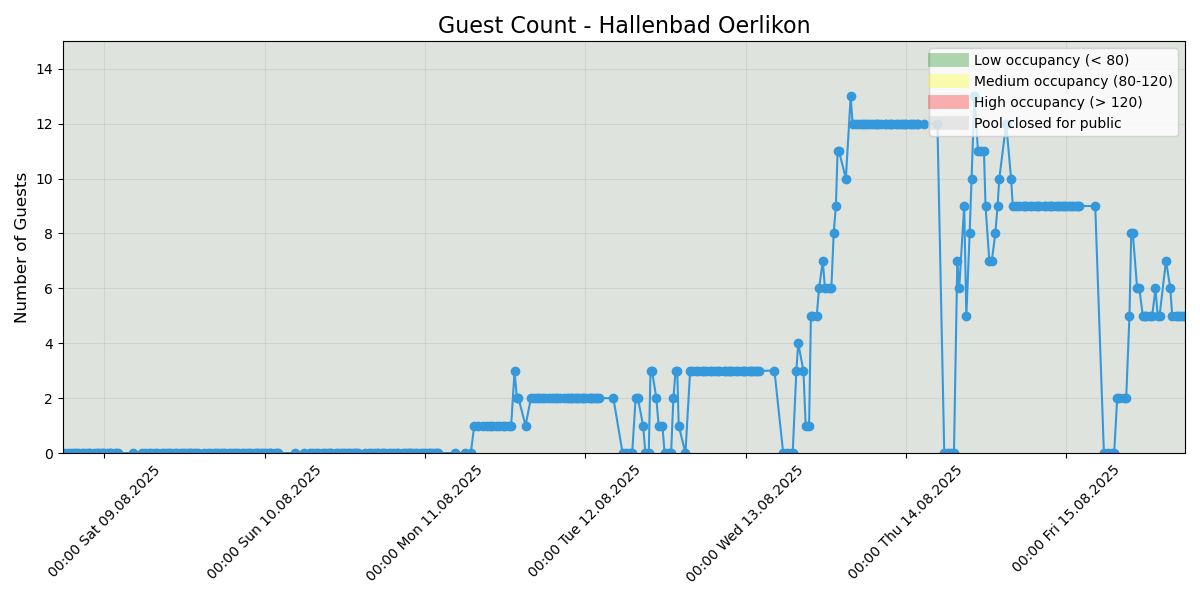 Guest Count - Hallenbad Oerlikon
Number of Guests
14
12
10
8
6
4
2
0
Low occupancy (< 80)
Medium occupancy (80-120)
High occupancy (> 120)
Pool closed for public
00:00 Sat 09.08.2025
00:00 Sun 10.08.2025
00:00 Mon 11.08.2025
00:00 Tue 12.08.2025
00:00 Wed 13.08.2025
00:00 Thu 14.08.2025
00:00 Fri 15.08.2025